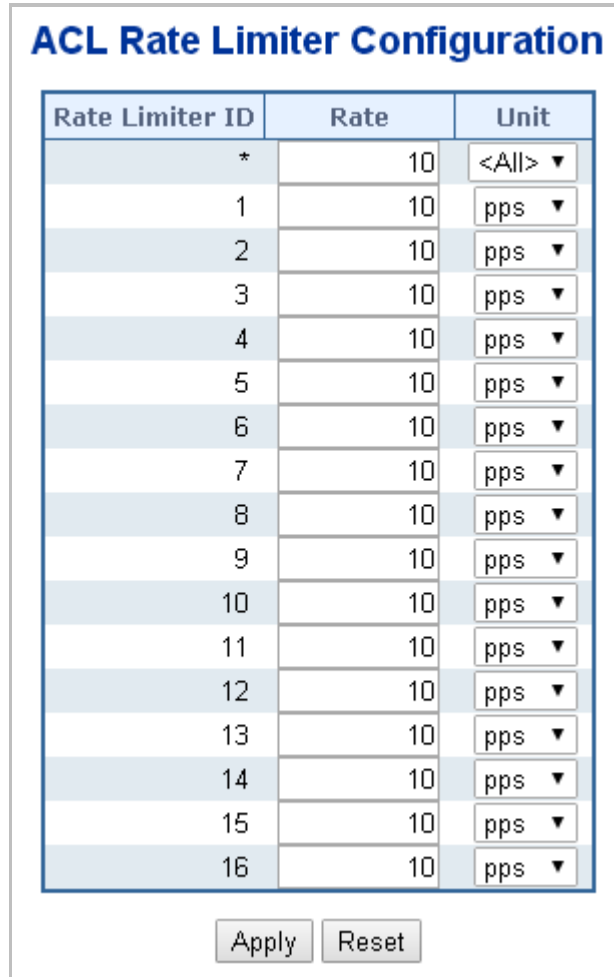 ACL Rate Limiter Configuration
Rate Limiter ID Rate Unit
* 10 <All>
1 10 pps
2 10 pps
3 10 pps
4 10 pps
5 10 pps
6 10 pps
7 10 pps
8 10 pps
9 10 pps
10 10 pps
11 10 pps
12 10 pps
13 10 pps
14 10 pps
15 10 pps
16 10 pps
Apply Reset